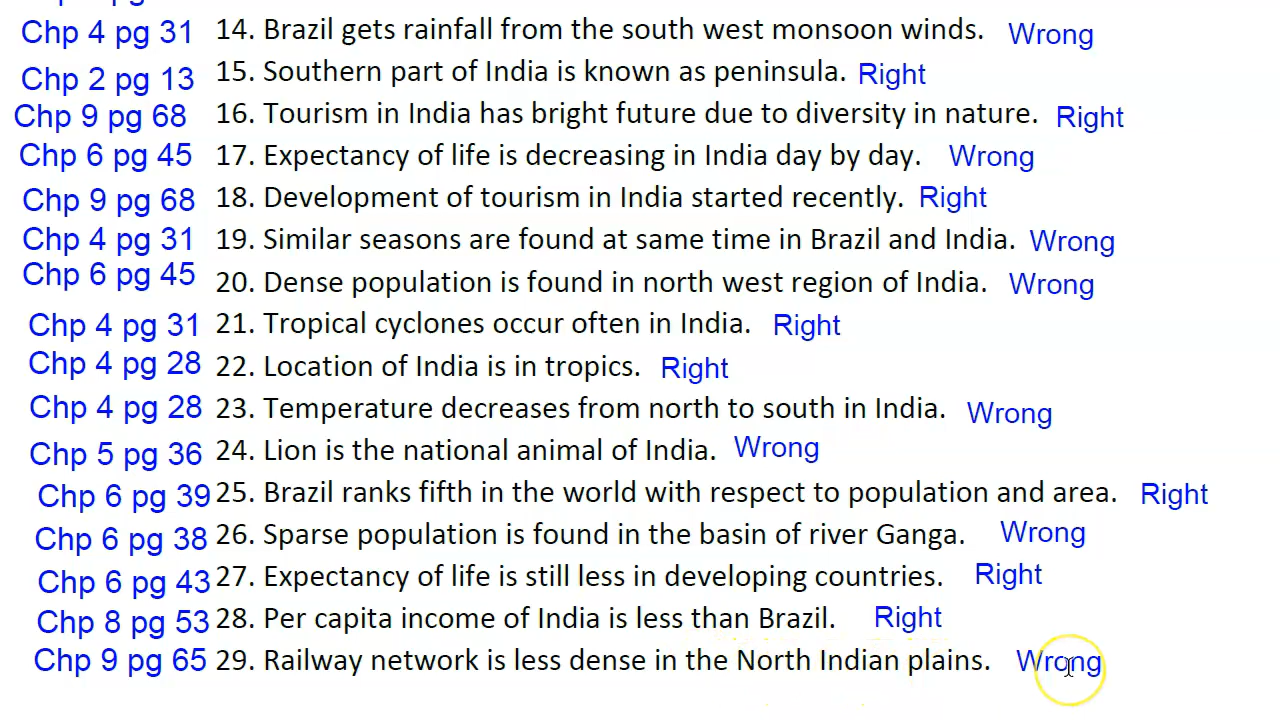 Chp 4 pg 31 14. Brazil gets rainfall from the south west monsoon winds. Wrong
Chp 2 pg 13 15. Southern part of India is known as peninsula. Right
Chp 9 pg 68 16. Tourism in India has bright future due to diversity in nature. Right
Chp 6 pg 45 17. Expectancy of life is decreasing in India day by day. Wrong
Chp 9 pg 68 18. Development of tourism in India started recently. Right
Chp 4 pg 31 19. Similar seasons are found at same time in Brazil and India. Wrong
Chp 6 pg 45 20. Dense population is found in north west region of India. Wrong
Chp 4 pg 31 21. Tropical cyclones occur often in India. Right
Chp 4 pg 28 22. Location of India is in tropics. Right
Chp 4 pg 28 23. Temperature decreases from north to south in India. Wrong
Chp 5 pg 36 24. Lion is the national animal of India. Wrong
Chp 6 pg 39 25. Brazil ranks fifth in the world with respect to population and area. Right
Chp 6 pg 38 26. Sparse population is found in the basin of river Ganga. Wrong
Chp 6 pg 43 27. Expectancy of life is still less in developing countries. Right
Chp 8 pg 53 28. Per capita income of India is less than Brazil. Right
Chp 9 pg 65 29. Railway network is less dense in the North Indian plains. Wrong